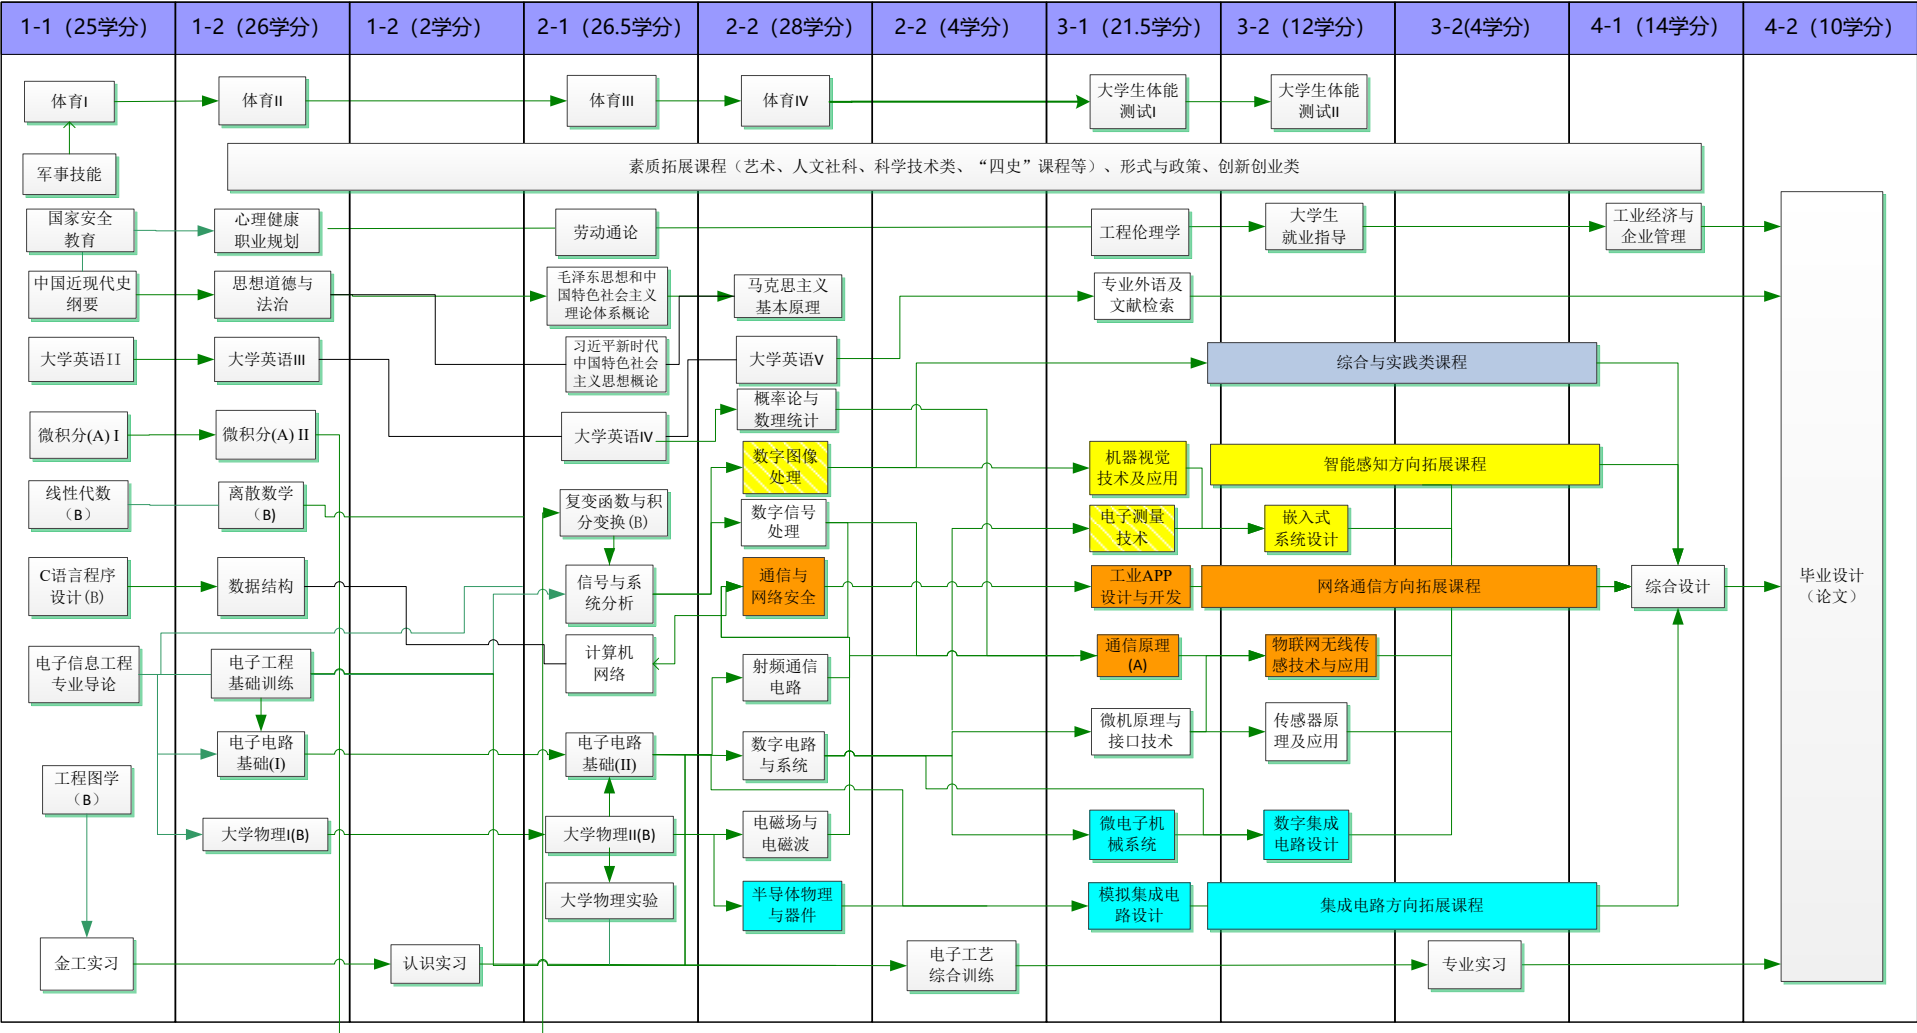 1-1（25学分）
1-2（26学分）
1-2（2学分）
2-1（26.5学分）
2-2（28学分）
2-2（4学分）
3-1（21.5学分）
3-2（12学分）
3-2(4学分）
4-1（14学分）
4-2（10学分）
体育I
体育II
体育III
体育IV
大学生体能
测试I
大学生体能
测试II
军事技能
素质拓展课程（艺术、人文社科、科学技术类、“四史”课程等）、形式与政策、创新创业类
国家安全
教育
心理健康
职业规划
劳动通论
工程伦理学
大学生
就业指导
工业经济与
企业管理
中国近现代史
纲要
思想道德与
法治
毛泽东思想和中
国特色社会主义
理论体系概论
马克思主义
基本原理
专业外语及
文献检索
大学英语II
大学英语III
习近平新时代
中国特色社会
主义思想概论
大学英语V
综合与实践类课程
微积分(A) I
微积分(A) II
大学英语IV
概率论与
数理统计
数字图像
处理
机器视觉
技术及应用
智能感知方向拓展课程
线性代数
（B）
离散数学
（B)
复变函数与积
分变换(B)
数字信号
处理
电子测量
技术
嵌入式
系统设计
C语言程序
设计(B)
数据结构
信号与系
统分析
通信与
网络安全
工业APP
设计与开发
网络通信方向拓展课程
综合设计
毕业设计
（论文）
电子信息工程
专业导论
电子工程
基础训练
计算机
网络
射频通信
电路
通信原理
(A)
物联网无线传
感技术与应用
电子电路
基础(I)
电子电路
基础(II)
数字电路
与系统
微机原理与
接口技术
传感器原
理及应用
工程图学
（B）
大学物理I(B)
大学物理II(B)
电磁场与
电磁波
微电子机
械系统
数字集成
电路设计
大学物理实验
半导体物理
与器件
模拟集成电
路设计
集成电路方向拓展课程
金工实习
认识实习
电子工艺
综合训练
专业实习